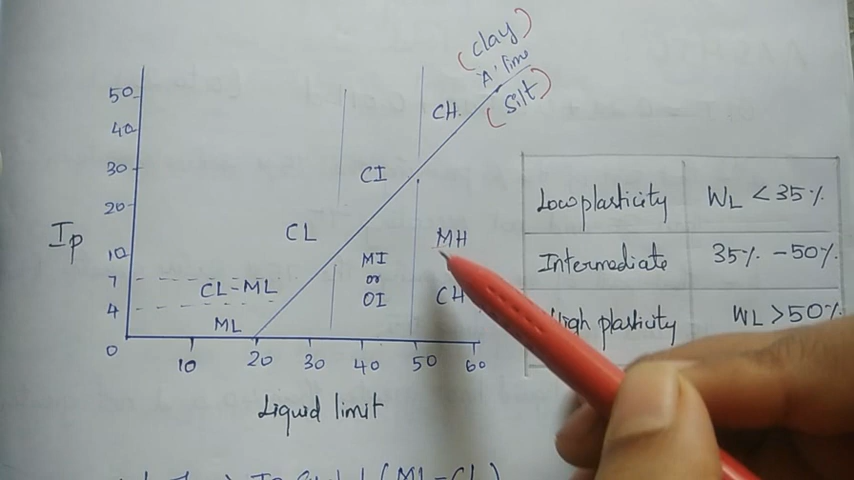 (clay)
'A' line
(Silt)
50
40
30
20
10
7
4
0
Ip
CH
CI
CL
MH
MI
or
OI
CL-ML
CH
ML
10 20 30 40 50 60
Liquid limit
Low plasticity WL < 35%
Intermediate 35% - 50%
High plasticity WL > 50%